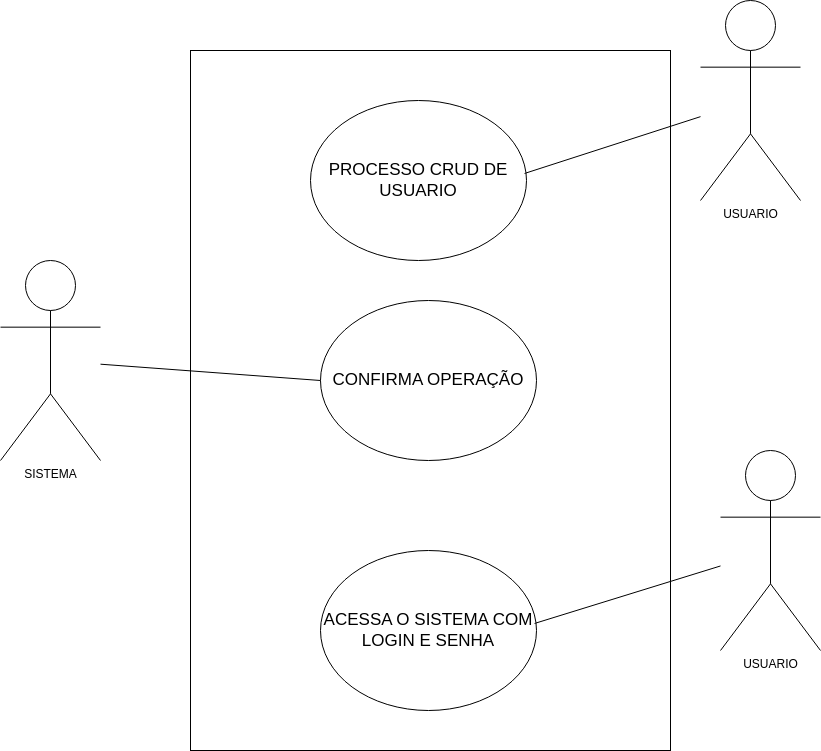 PROCESSO CRUD DE
USUARIO
USUARIO
CONFIRMA OPERAÇÃO
SISTEMA
ACESSA O SISTEMA COM
LOGIN E SENHA
USUARIO